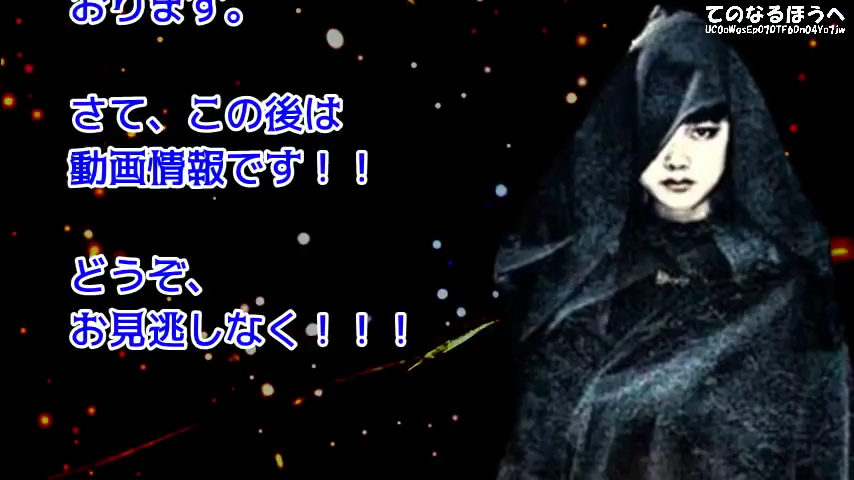 てのなるほうへ
おります。
さて、この後は
動画情報です！！
どうぞ、
お見逃しなく！！！